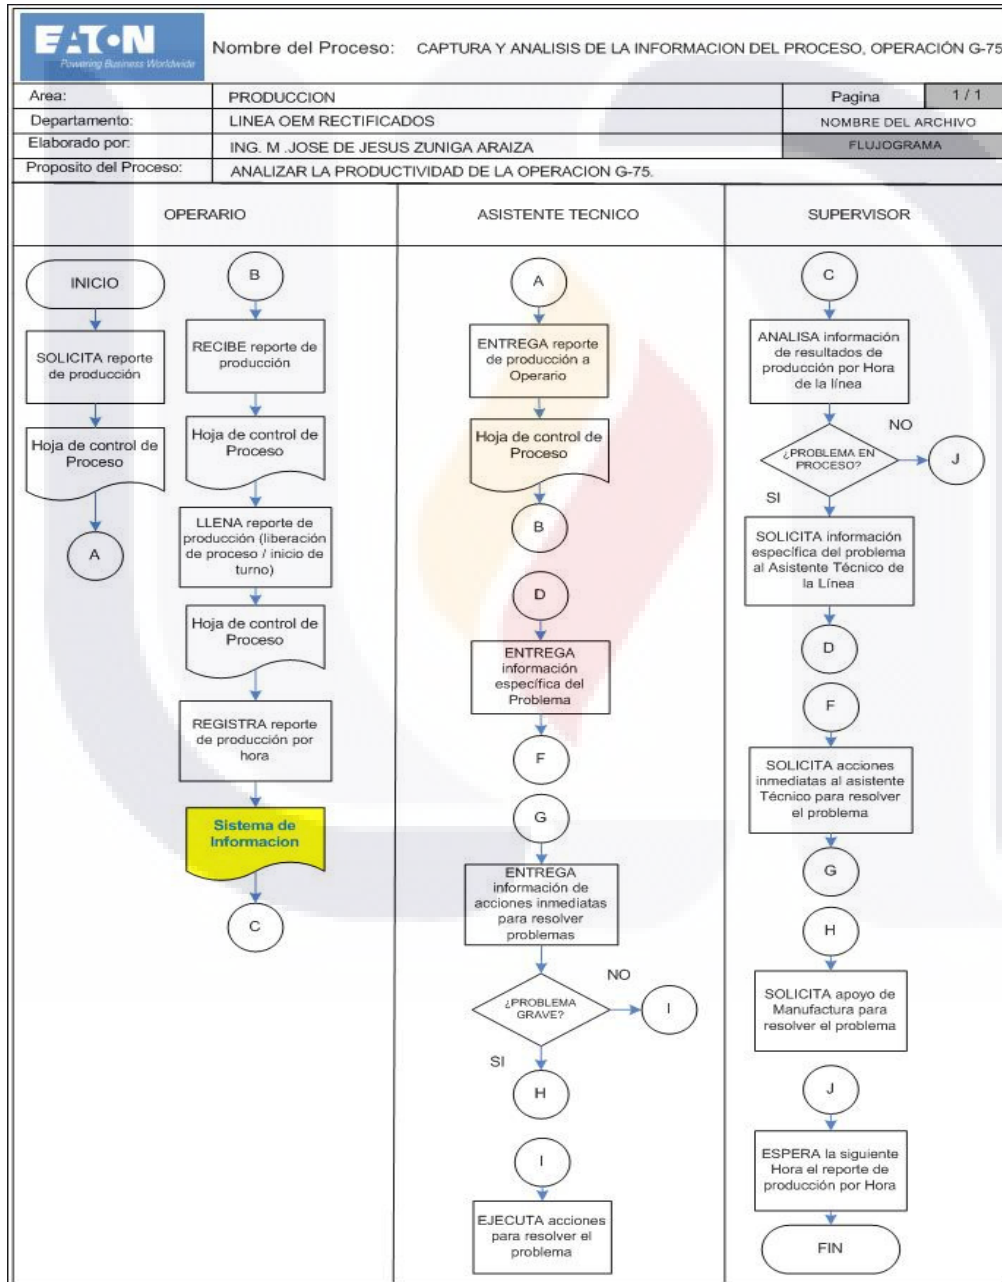 EATON
Powering Business Worldwide
Nombre del Proceso: CAPTURA Y ANALISIS DE LA INFORMACION DEL PROCESO, OPERACIÓN G-75
Area: PRODUCCION Pagina 1 / 1
Departamento: LINEA OEM RECTIFICADOS NOMBRE DEL ARCHIVO
Elaborado por: ING. M .JOSE DE JESUS ZUNIGA ARAIZA FLUJOGRAMA
Proposito del Proceso: ANALIZAR LA PRODUCTIVIDAD DE LA OPERACION G-75.
OPERARIO
INICIO
SOLICITA reporte
de producción
Hoja de control de
Proceso
A
B
RECIBE reporte de
producción
Hoja de control de
Proceso
LLENA reporte de
producción (liberación
de proceso / inicio de
turno)
Hoja de control de
Proceso
REGISTRA reporte
de producción por
hora
Sistema de
Informacion
C
ASISTENTE TECNICO
A
ENTREGA reporte
de producción a
Operario
Hoja de control de
Proceso
B
D
ENTREGA
información
específica del
Problema
F
G
ENTREGA
información de
acciones inmediatas
para resolver
problemas
¿PROBLEMA
GRAVE?
NO
I
SI
H
I
EJECUTA acciones
para resolver el
problema
SUPERVISOR
C
ANALISA información
de resultados de
producción por Hora
de la línea
¿PROBLEMA EN
PROCESO?
NO
J
SI
SOLICITA información
específica del problema
al Asistente Técnico de
la Línea
D
F
SOLICITA acciones
inmediatas al asistente
Técnico para resolver
el problema
G
H
SOLICITA apoyo de
Manufactura para
resolver el problema
J
ESPERA la siguiente
Hora el reporte de
producción por Hora
FIN